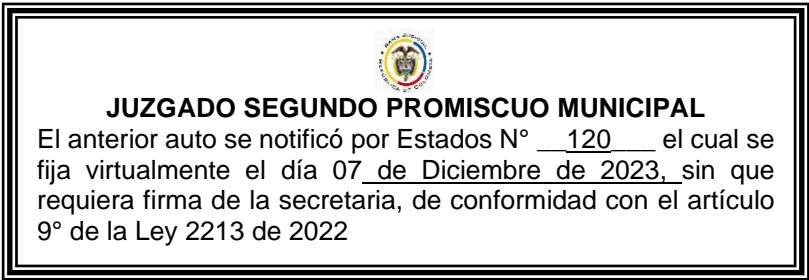 JUZGADO SEGUNDO PROMISCUO MUNICIPAL
El anterior auto se notificó por Estados N° __120___ el cual se
fija virtualmente el día 07 de Diciembre de 2023, sin que
requiera firma de la secretaria, de conformidad con el artículo
9° de la Ley 2213 de 2022